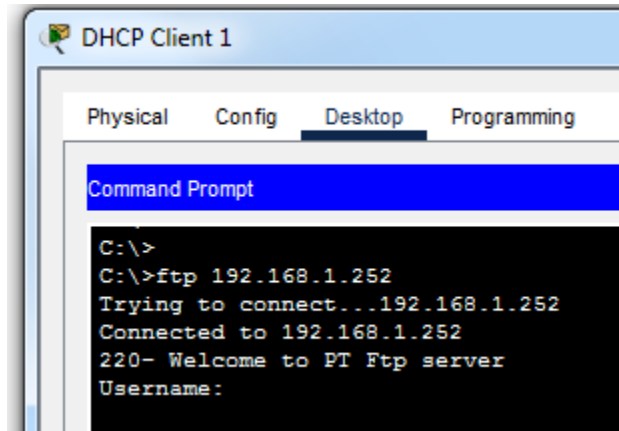 DHCP Client 1
Physical Config Desktop Programming
Command Prompt
C:\>
C:\>ftp 192.168.1.252
Trying to connect...192.168.1.252
Connected to 192.168.1.252
220- Welcome to PT Ftp server
Username: